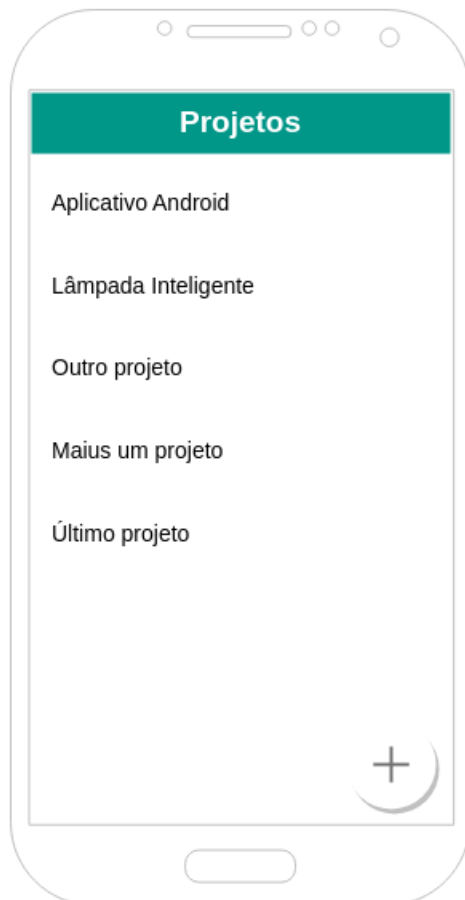 Projetos
Aplicativo Android
Lâmpada Inteligente
Outro projeto
Maius um projeto
Último projeto